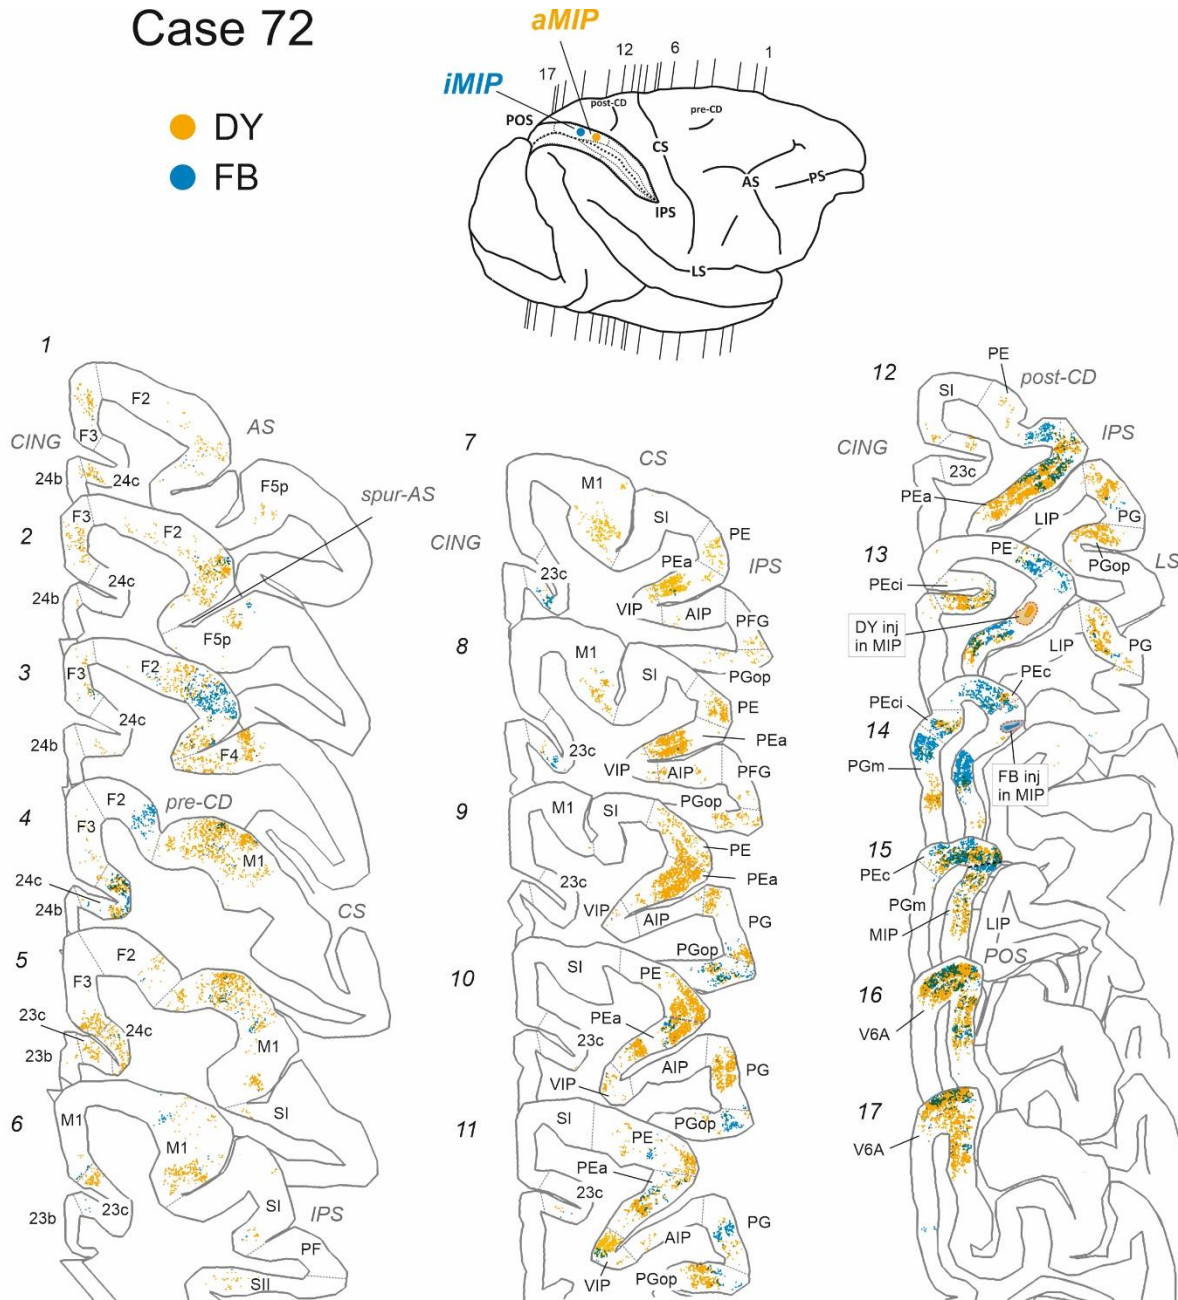 Case 72
DY
FB
aMIP
iMIP
17
12
6
1
post-CD
pre-CD
POS
CS
AS
PS
IPS
LS
1
F2
AS
F3
CING
24b
24c
F5p
spur-AS
2
F3
F2
24c
24b
F5p
3
F3
F2
24c
24b
F4
4
F2
pre-CD
F3
M1
24c
24b
CS
5
F2
F3
23c
24c
23b
M1
SI
6
M1
M1
23c
23b
SI
IPS
PF
SII
7
CS
M1
SI
CING
PE
PEa
IPS
23c
VIP
AIP
PFG
8
M1
SI
PGop
PE
23c
PEa
VIP
AIP
PFG
9
M1
SI
PGop
PE
23c
PEa
VIP
AIP
PG
10
SI
PE
PGop
PEa
23c
AIP
VIP
PG
11
SI
PE
PGop
PEa
23c
PG
AIP
VIP
PGop
12
PE
post-CD
SI
CING
IPS
23c
PEa
LIP
PG
13
PE
PGop
LS
PEci
DY inj
in MIP
LIP
PG
PEc
PEci
14
PGm
FB inj
in MIP
15
PEc
PGm
MIP
LIP
POS
16
V6A
17
V6A